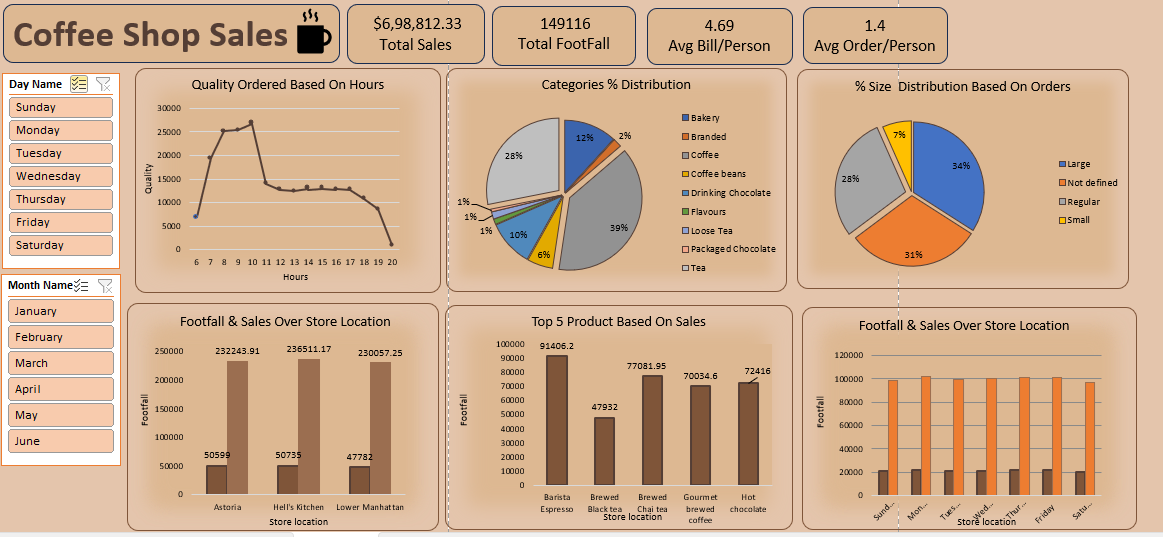 Coffee Shop Sales
$6,98,812.33
Total Sales
149116
Total FootFall
4.69
Avg Bill/Person
1.4
Avg Order/Person
Day Name
Sunday
Monday
Tuesday
Wednesday
Thursday
Friday
Saturday
Month Name
January
February
March
April
May
June
Quality Ordered Based On Hours
Quality
30000
25000
20000
15000
10000
5000
0
6 7 8 9 10 11 12 13 14 15 16 17 18 19 20
Hours
Categories % Distribution
12%
2%
39%
6%
10%
1%
1%
1%
28%
Bakery
Branded
Coffee
Coffee beans
Drinking Chocolate
Flavours
Loose Tea
Packaged Chocolate
Tea
% Size Distribution Based On Orders
34%
31%
28%
7%
Large
Not defined
Regular
Small
Footfall & Sales Over Store Location
Footfall
250000
200000
150000
100000
50000
0
232243.91
236511.17
230057.25
50599
50735
47782
Astoria
Hell's Kitchen
Lower Manhattan
Store location
Top 5 Product Based On Sales
Footfall
100000
90000
80000
70000
60000
50000
40000
30000
20000
10000
0
91406.2
47932
77081.95
70034.6
72416
Barista
Espresso
Brewed
Black tea
Brewed
Chai tea
Gourmet
brewed
coffee
Hot
chocolate
Store location
Footfall & Sales Over Store Location
Footfall
120000
100000
80000
60000
40000
20000
0
Sund...
Mon...
Tues...
Wed...
Thur...
Friday
Satu...
Store location